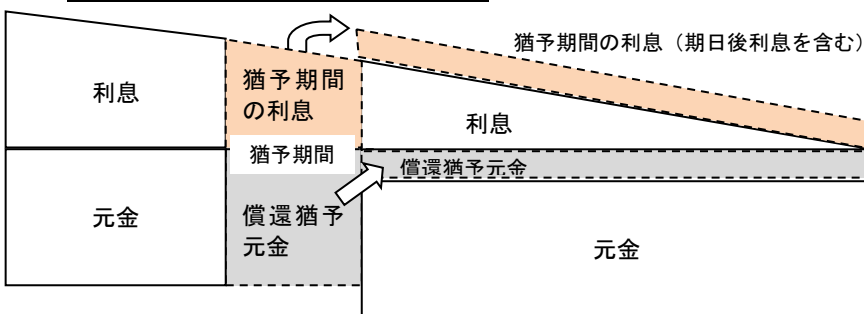 猶予期間の利息（期日後利息を含む）
利息
猶予期間
の利息
利息
猶予期間
償還猶予元金
元金
償還猶予
元金
元金